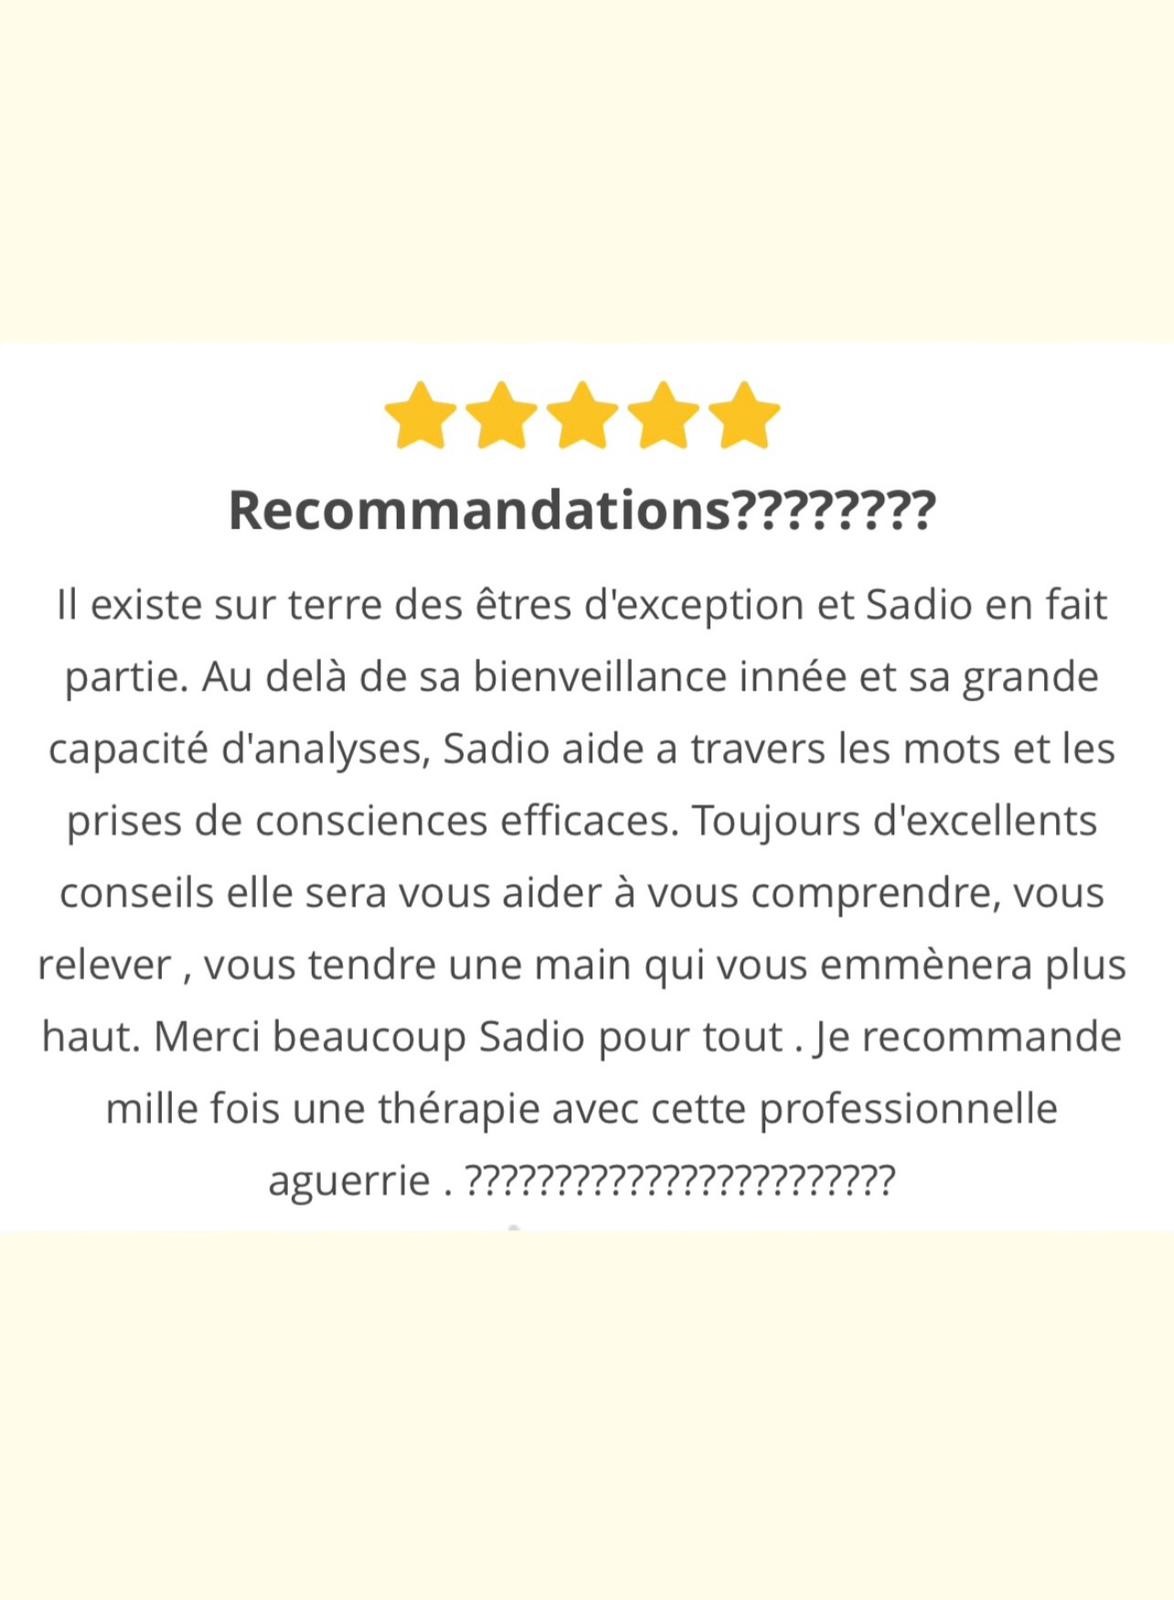 Recommandations????????
Il existe sur terre des êtres d'exception et Sadio en fait
partie. Au delà de sa bienveillance innée et sa grande
capacité d'analyses, Sadio aide a travers les mots et les
prises de consciences efficaces. Toujours d'excellents
conseils elle sera vous aider à vous comprendre, vous
relever , vous tendre une main qui vous emmènera plus
haut. Merci beaucoup Sadio pour tout . Je recommande
mille fois une thérapie avec cette professionnelle
aguerrie . ????????????????????????